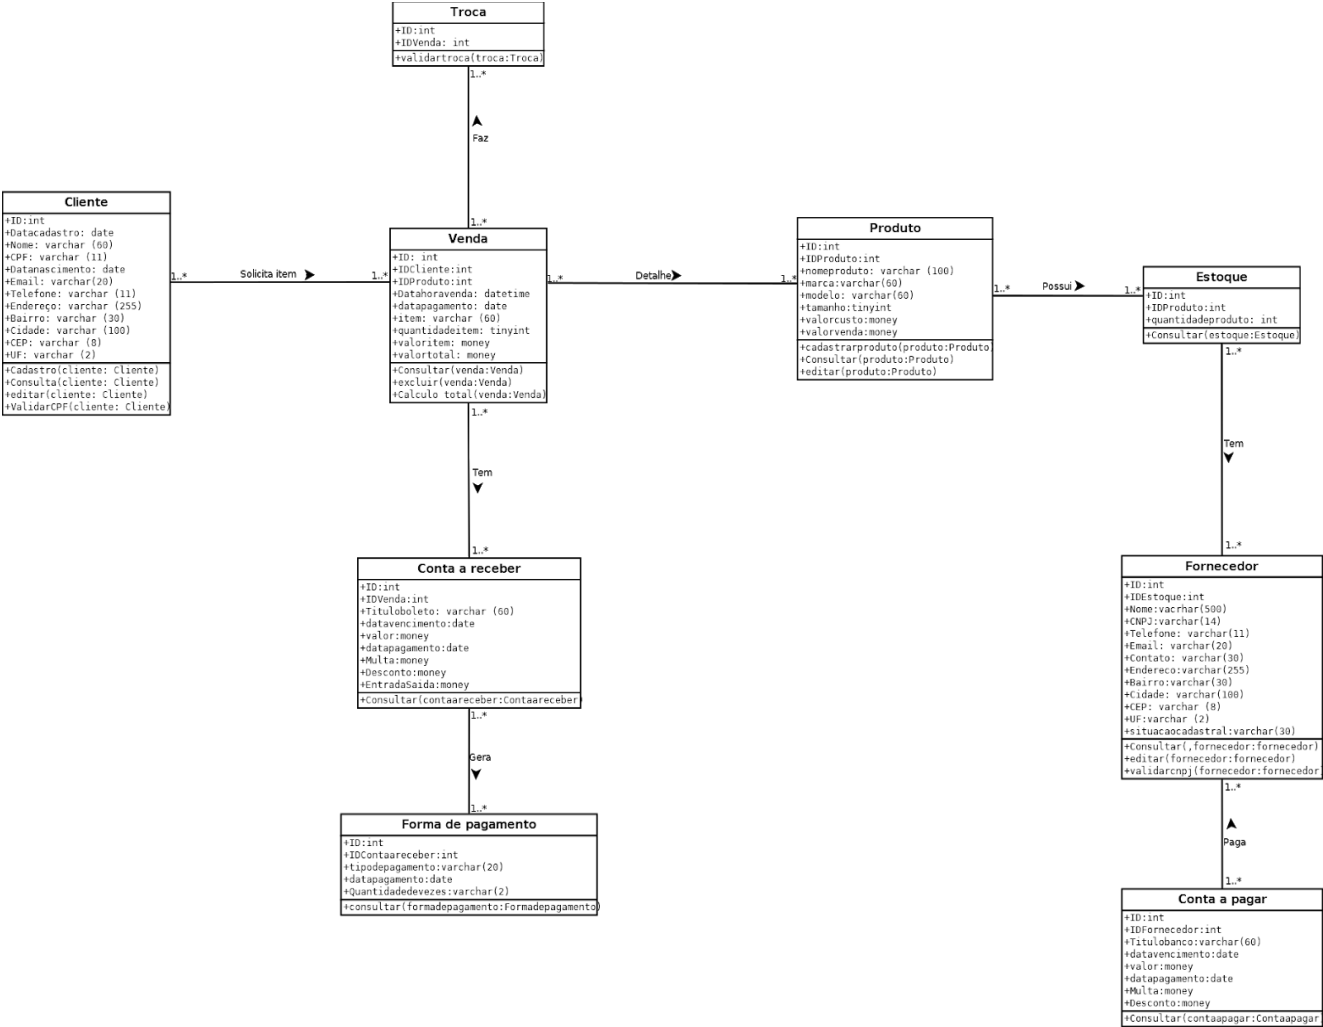 Troca
+ID:int
+IDVenda: int
+validartroca(troca:Troca)
1..*
Faz
1..*
Cliente
+ID:int
+Datacadastro: date
+Nome: varchar (60)
+CPF: varchar (11)
+Datanascimento: date
+Email: varchar(20)
+Telefone: varchar (11)
+Endereço: varchar (255)
+Bairro: varchar (30)
+Cidade: varchar (100)
+CEP: varchar (8)
+UF: varchar (2)
+Cadastro(cliente: Cliente)
+Consulta(cliente: Cliente)
+editar(cliente: Cliente)
+ValidarCPF(cliente: Cliente)
1..*
Solicita item
1..*
Venda
+ID: int
+IDCliente:int
+IDProduto:int
+Datahoravenda: datetime
+datapagamento: date
+item: varchar (60)
+quantidadeitem: tinyint
+valoritem: money
+valortotal: money
+Consultar(venda:Venda)
+excluir(venda:Venda)
+Calculo total(venda:Venda)
1..*
Detalhe
1..*
Produto
+ID:int
+IDProduto:int
+nomeproduto: varchar (100)
+marca:varchar(60)
+modelo: varchar(60)
+tamanho:tinyint
+valorcusto:money
+valorvenda:money
+cadastrarproduto(produto:Produto)
+Consultar(produto:Produto)
+editar(produto:Produto)
1..*
Possui
1..*
Estoque
+ID:int
+IDProduto:int
+quantidadeproduto: int
+Consultar(estoque:Estoque)
1..*
Tem
1..*
1..*
Tem
1..*
Conta a receber
+ID:int
+IDVenda:int
+Tituloboleto: varchar (60)
+datavencimento:date
+valor:money
+datapagamento:date
+Multa:money
+Desconto:money
+EntradaSaida:money
+Consultar(contaareceber:Contaareceber)
1..*
Gera
1..*
Forma de pagamento
+ID:int
+IDContaareceber:int
+tipodepagamento:varchar(20)
+datapagamento:date
+Quantidadedevezes:varchar(2)
+consultar(formadepagamento:Formadepagamento)
Fornecedor
+ID:int
+IDEstoque:int
+Nome:vacrhar(500)
+CNPJ:varchar(14)
+Telefone: varchar(11)
+Email: varchar(20)
+Contato: varchar(30)
+Endereco:varchar(255)
+Bairro:varchar(30)
+Cidade: varchar(100)
+CEP: varchar (8)
+UF:varchar (2)
+situacaocadastral:varchar(30)
+Consultar(,fornecedor:fornecedor)
+editar(fornecedor:fornecedor)
+validarcnpj(fornecedor:fornecedor
1..*
Paga
1..*
Conta a pagar
+ID:int
+IDFornecedor:int
+Titulobanco:varchar(60)
+datavencimento:date
+valor:money
+datapagamento:date
+Multa:money
+Desconto:money
+Consultar(contaapagar:Contaapagar